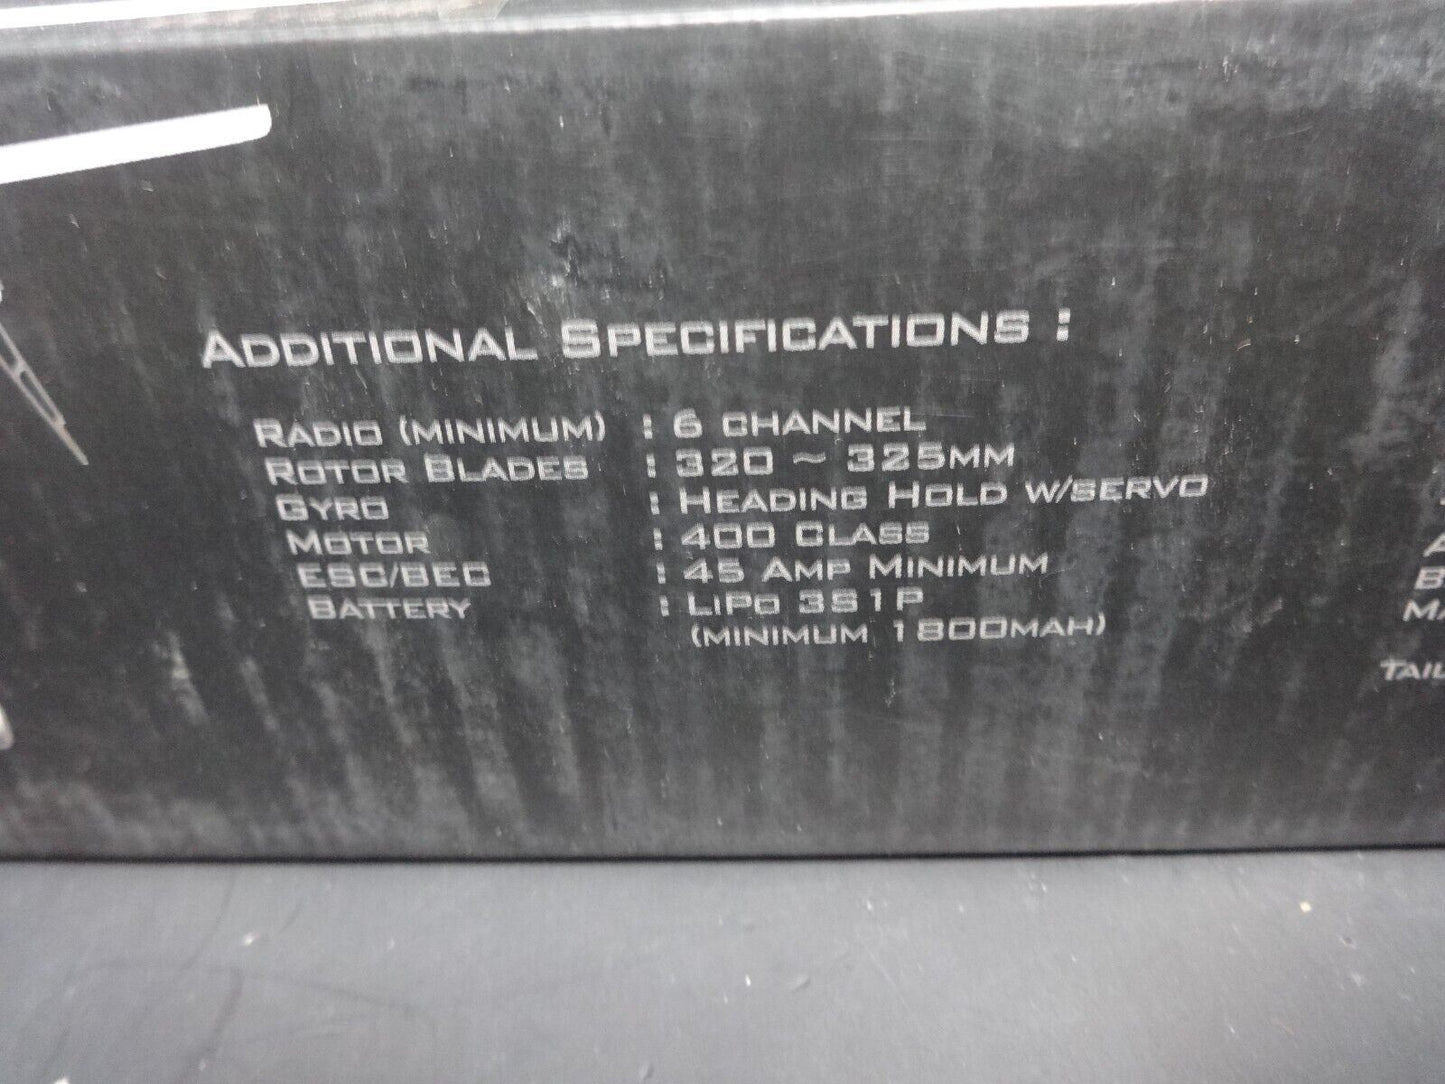 ADDITIONAL SPECIFICATIONS :
RADIO (MINIMUM) : 6 CHANNEL
ROTOR BLADES : 320 ~ 325MM
GYRO : HEADING HOLD W/SERVO
MOTOR : 400 CLASS
ESC/BEC : 45 AMP MINIMUM
BATTERY : LIPO 3S1P
(MINIMUM 1800MAH)
TAIL